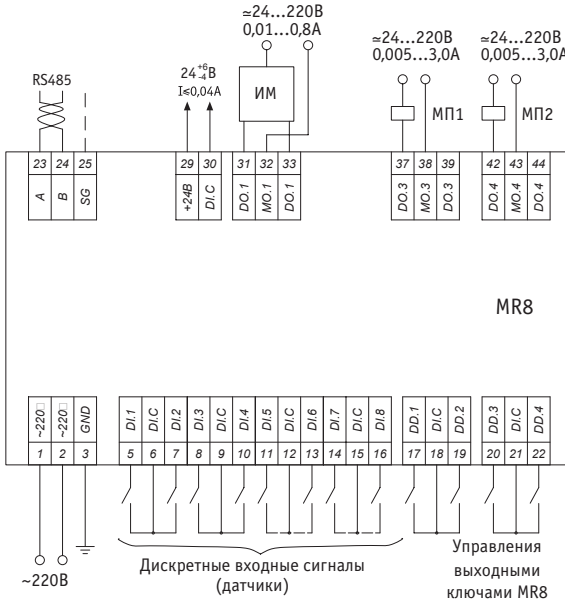 ≃24...220В
0,01...0,8А
≃24...220В
0,005...3,0А
≃24...220В
0,005...3,0А
RS485
24 +6 -4 В
I≤0,04А
ИМ
МП1
МП2
23 24 25
29 30 31 32 33
37 38 39
42 43 44
A B SG
+24В DI.C DO.1 MO.1 DO.1
DO.3 MO.3 DO.3
DO.4 MO.4 DO.4
MR8
~220□ ~220□ GND
DI.1 DI.C DI.2 DI.3 DI.C DI.4 DI.5 DI.C DI.6 DI.7 DI.C DI.8
DD.1 DI.C DD.2
DD.3 DI.C DD.4
1 2 3
5 6 7 8 9 10 11 12 13 14 15 16
17 18 19
20 21 22
~220В
Дискретные входные сигналы
(датчики)
Управления
выходными
ключами MR8